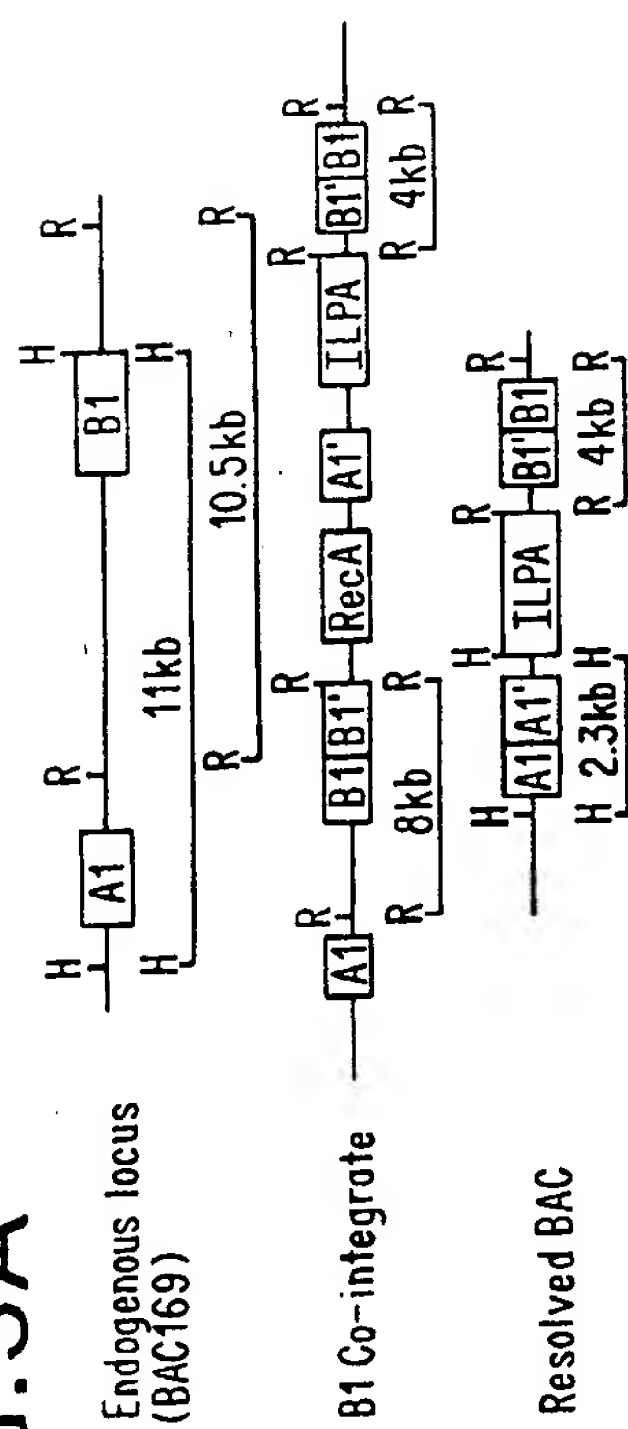 Endogenous locus
(BAC169)
H R H R
A1 B1
H 11kb H
R 10.5kb R
B1 Co-integrate
R R R R
A1 B1 B1' RecA A1' ILPA B1' B1
R 8kb R R 4kb R
Resolved BAC
H H R R
A1 A1' ILPA B1' B1
H 2.3kb H R 4kb R